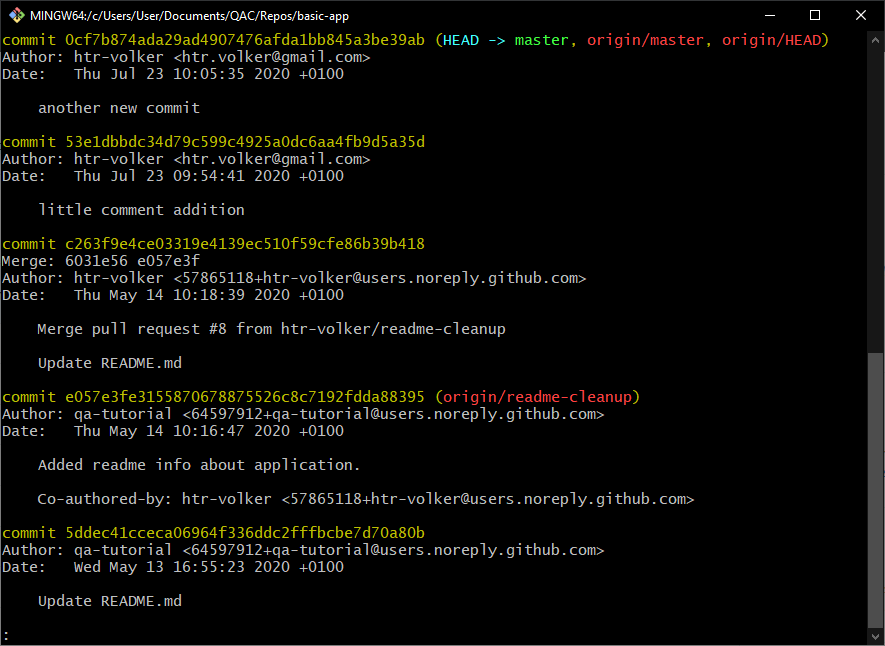 MINGW64:/c/Users/User/Documents/QAC/Repos/basic-app
commit 0cf7b874ada29ad4907476afda1bb845a3be39ab (HEAD -> master, origin/master, origin/HEAD)
Author: htr-volker <htr.volker@gmail.com>
Date:   Thu Jul 23 10:05:35 2020 +0100
    another new commit
commit 53e1dbbdc34d79c599c4925a0dc6aa4fb9d5a35d
Author: htr-volker <htr.volker@gmail.com>
Date:   Thu Jul 23 09:54:41 2020 +0100
    little comment addition
commit c263f9e4ce03319e4139ec510f59cfe86b39b418
Merge: 6031e56 e057e3f
Author: htr-volker <57865118+htr-volker@users.noreply.github.com>
Date:   Thu May 14 10:18:39 2020 +0100
    Merge pull request #8 from htr-volker/readme-cleanup
    Update README.md
commit e057e3fe3155870678875526c8c7192fdda88395 (origin/readme-cleanup)
Author: qa-tutorial <64597912+qa-tutorial@users.noreply.github.com>
Date:   Thu May 14 10:16:47 2020 +0100
    Added readme info about application.
    Co-authored-by: htr-volker <57865118+htr-volker@users.noreply.github.com>
commit 5ddec41cceca06964f336ddc2fffbcbe7d70a80b
Author: qa-tutorial <64597912+qa-tutorial@users.noreply.github.com>
Date:   Wed May 13 16:55:23 2020 +0100
    Update README.md
: